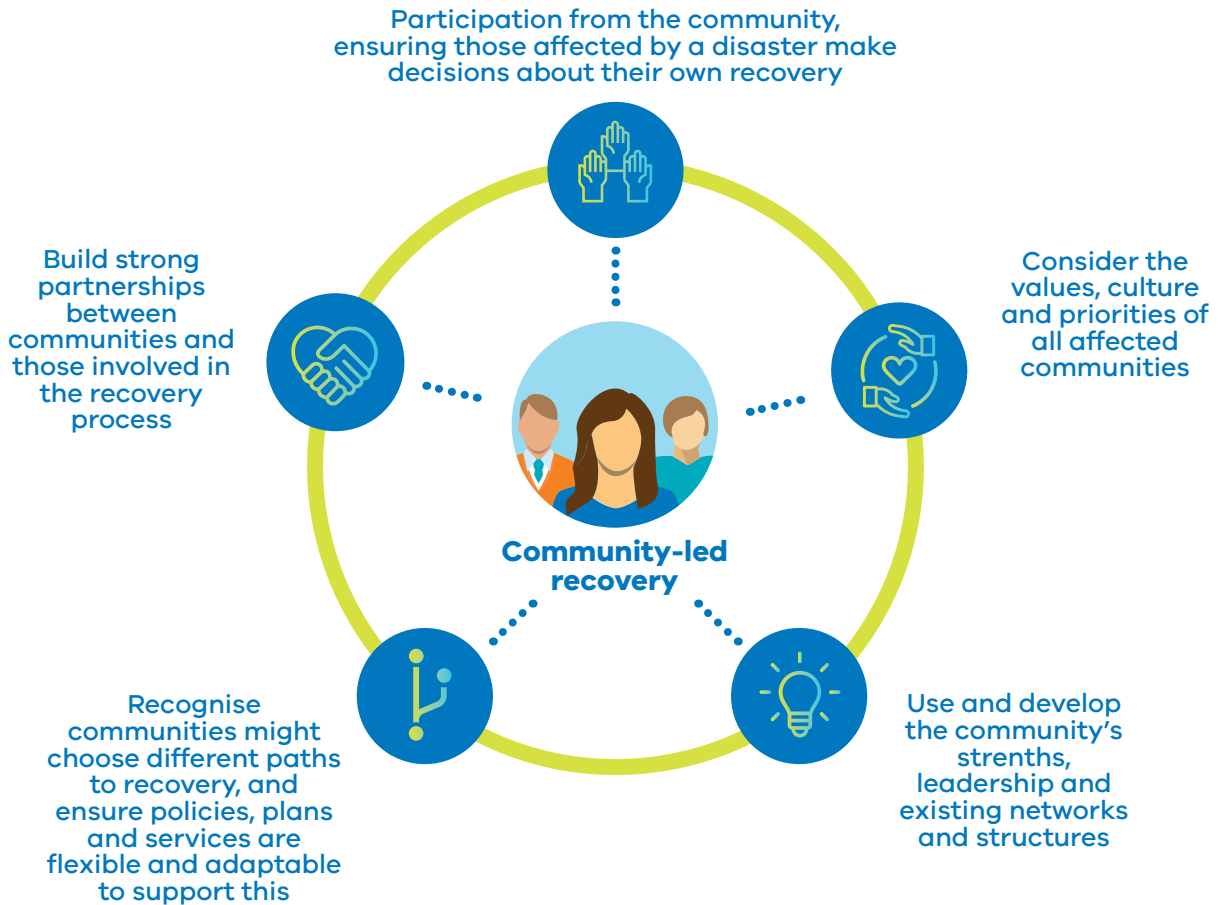 Participation from the community,
ensuring those affected by a disaster make
decisions about their own recovery
Consider the
values, culture
and priorities of
all affected
communities
Use and develop
the community's
strenths,
leadership and
existing networks
and structures
Recognise
communities might
choose different paths
to recovery, and
ensure policies, plans
and services are
flexible and adaptable
to support this
Build strong
partnerships
between
communities and
those involved in
the recovery
process
Community-led
recovery